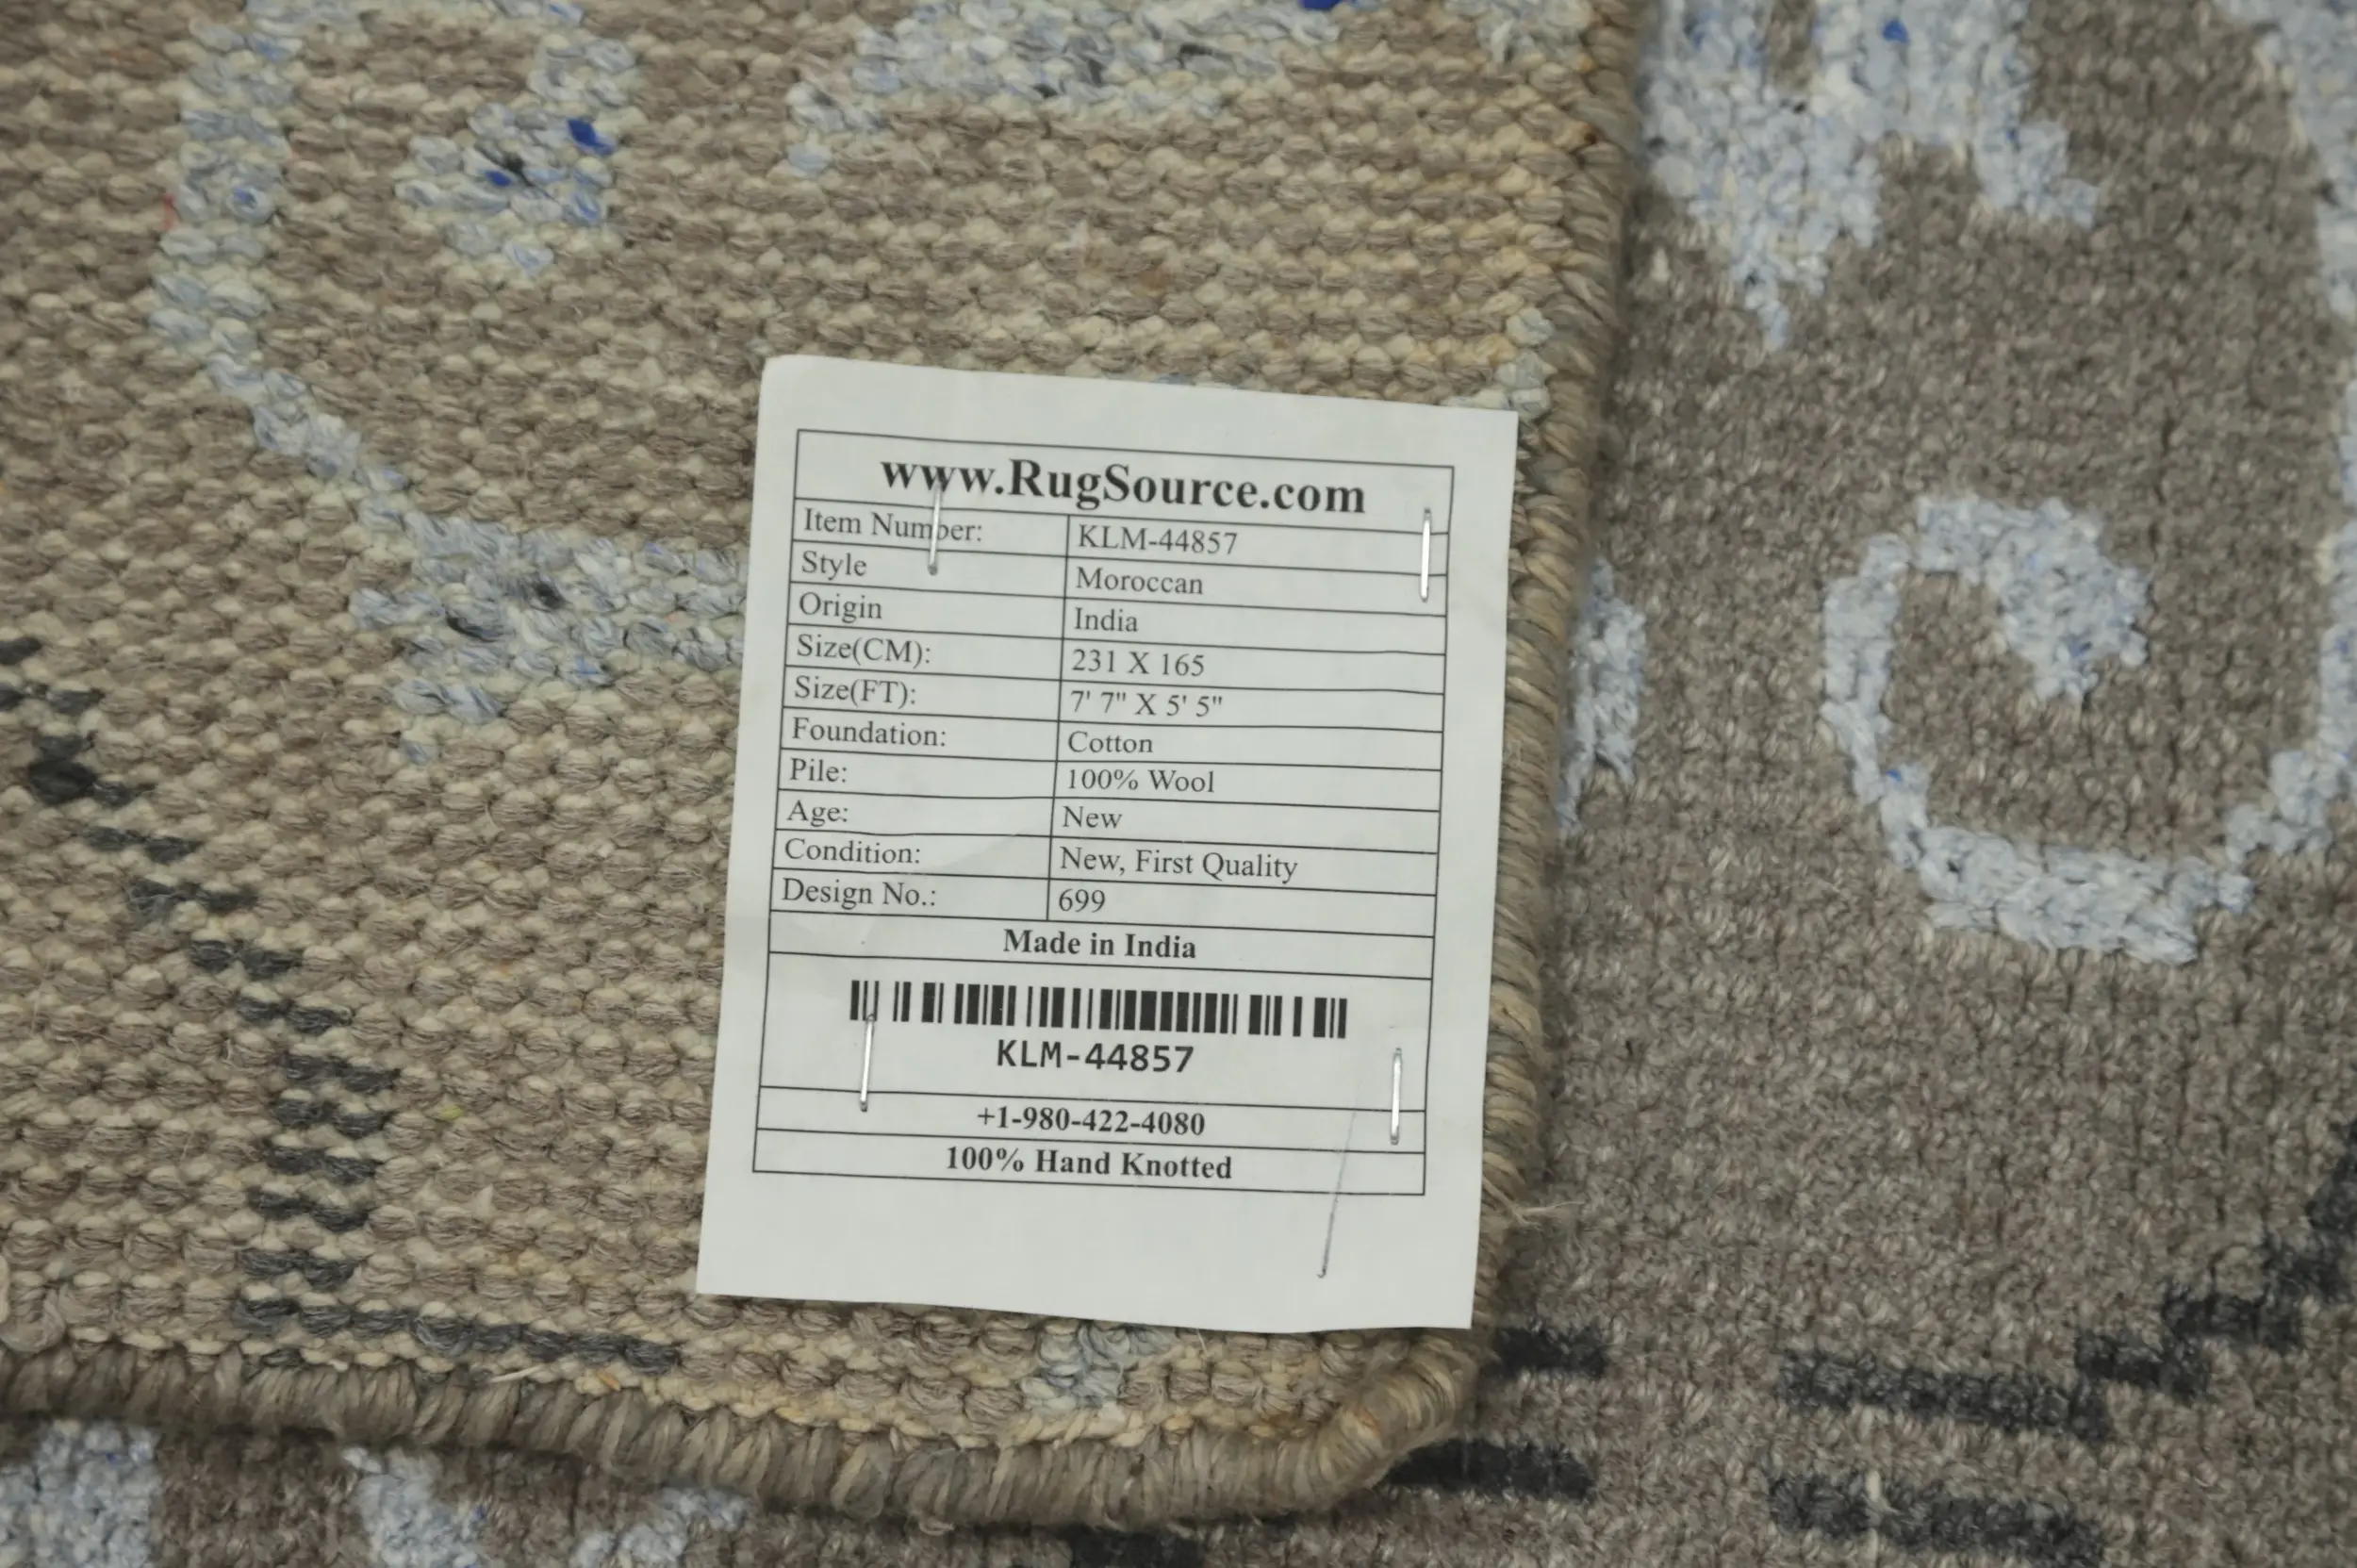 www.RugSource.com
Item Number: KLM-44857
Style Moroccan
Origin India
Size(CM): 231 X 165
Size(FT): 7' 7" X 5' 5"
Foundation: Cotton
Pile: 100% Wool
Age: New
Condition: New, First Quality
Design No.: 699
Made in India
KLM-44857
+1-980-422-4080
100% Hand Knotted